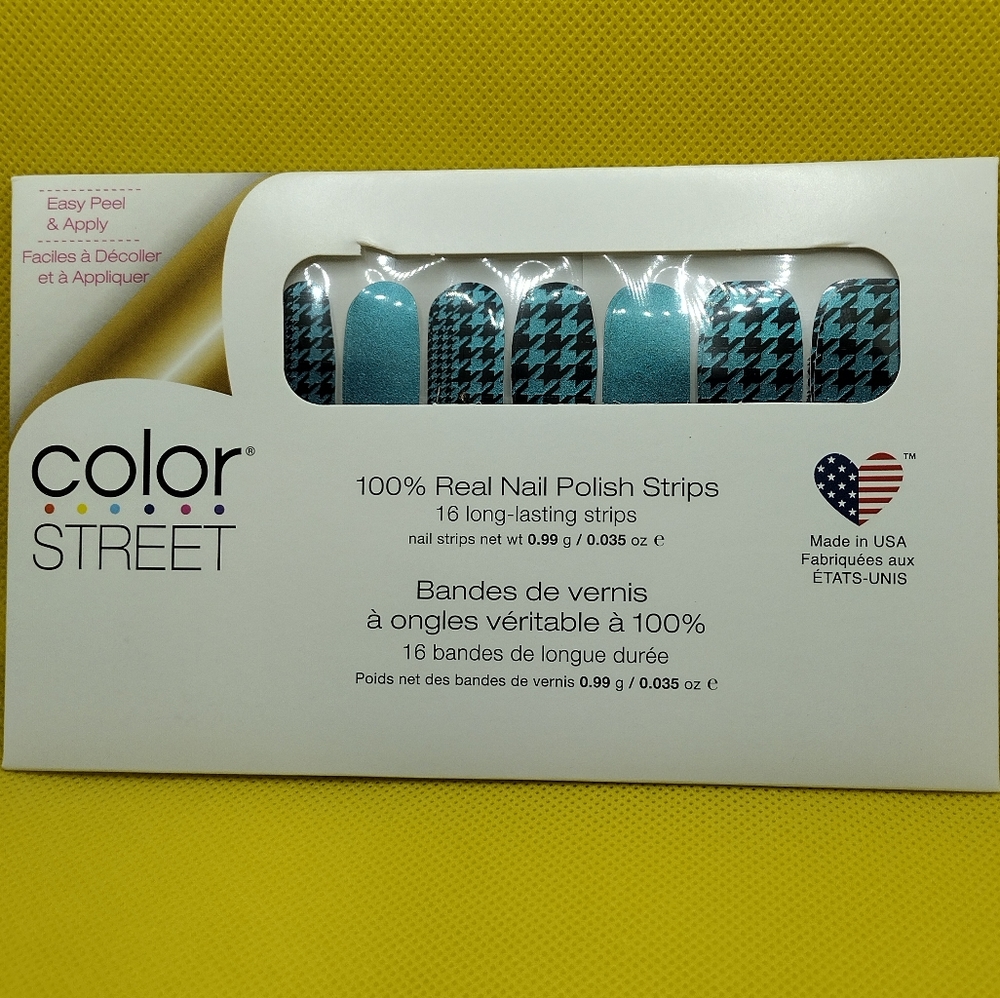 Easy Peel
& Apply
Faciles à Décoller
et à Appliquer
color®
STREET
100% Real Nail Polish Strips
16 long-lasting strips
nail strips net wt 0.99 g / 0.035 oz ℮
Bandes de vernis
à ongles véritable à 100%
16 bandes de longue durée
Poids net des bandes de vernis 0.99 g / 0.035 oz ℮
™
Made in USA
Fabriquées aux
ÉTATS-UNIS